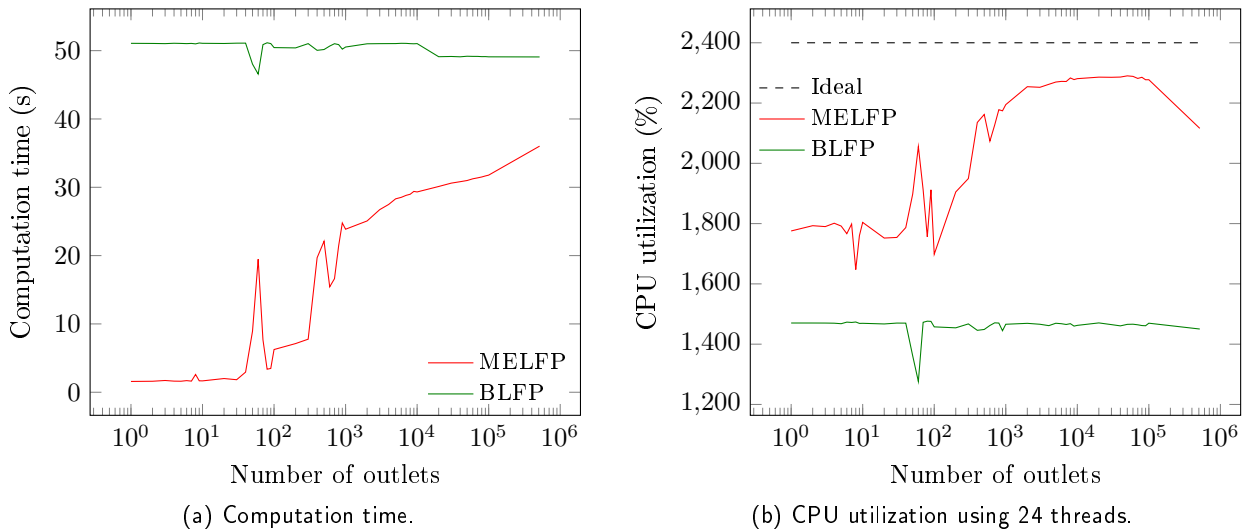 Computation time (s)
50
40
30
20
10
0
MELFP
BLFP
10^0 10^1 10^2 10^3 10^4 10^5 10^6
Number of outlets
(a) Computation time.
CPU utilization (%)
2,400
2,200
2,000
1,800
1,600
1,400
1,200
Ideal
MELFP
BLFP
10^0 10^1 10^2 10^3 10^4 10^5 10^6
Number of outlets
(b) CPU utilization using 24 threads.